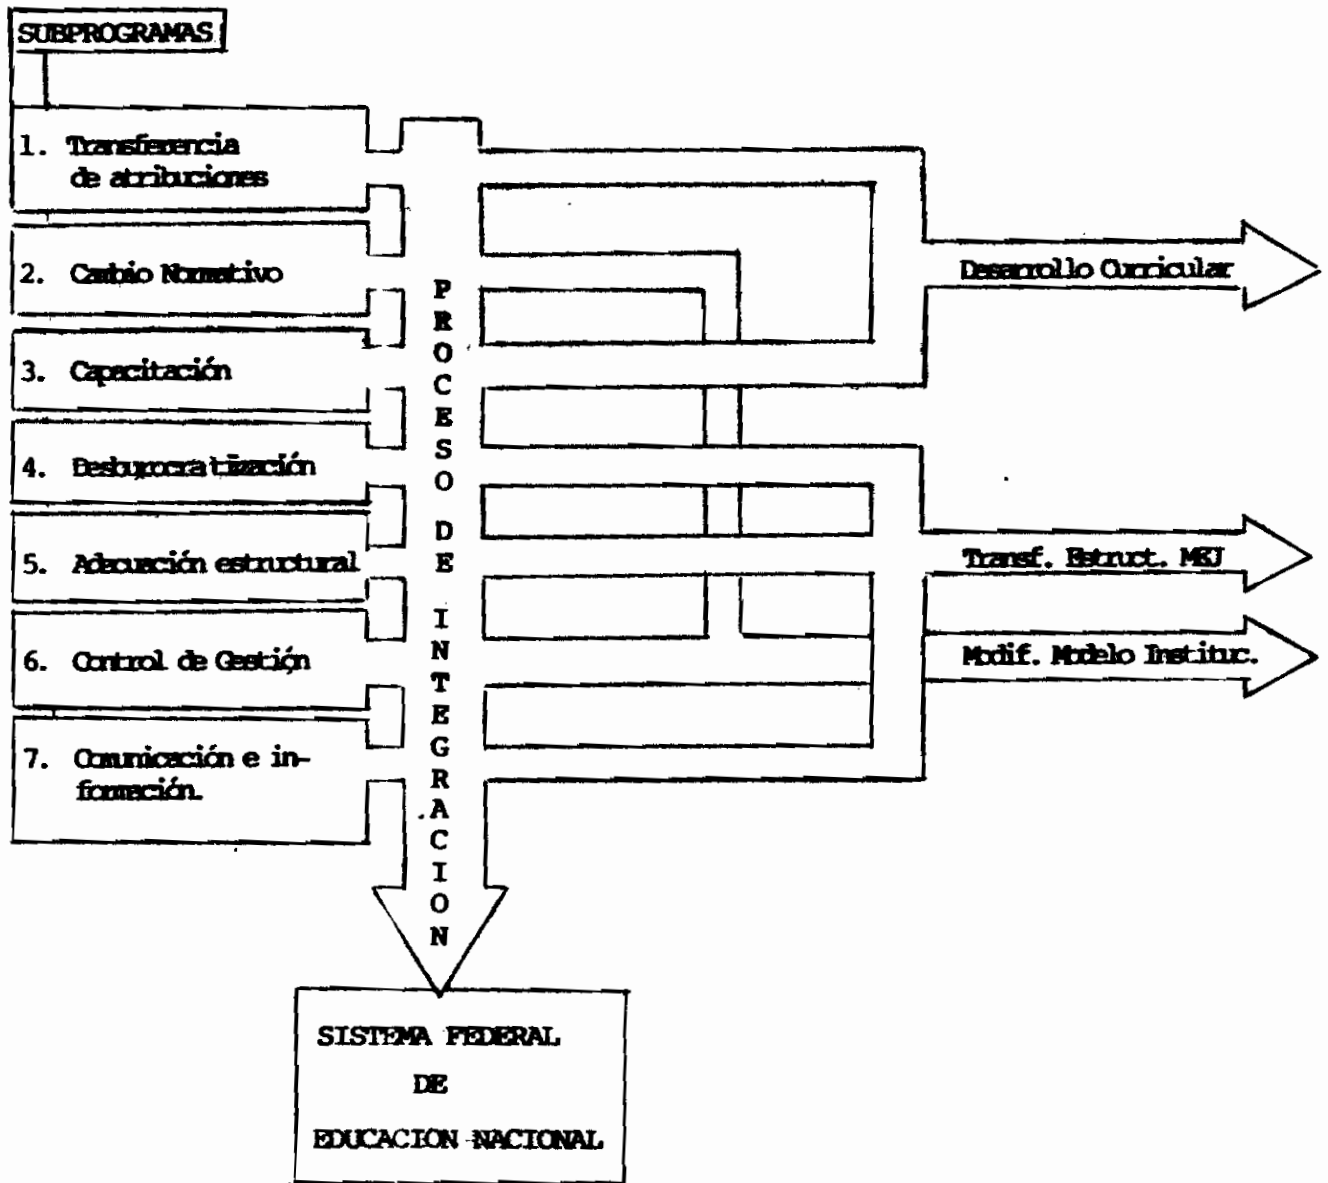 SUBPROGRAMAS
1. Transferencia
de atribuciones
2. Cambio Normativo
3. Capacitación
4. Desburocratización
5. Adecuación estructural
6. Control de Gestión
7. Comunicación e in-
formación.
PROCESO DE INTEGRACION
Desarrollo Curricular
Transf. Estruct. MEJ
Modif. Modelo Instituc.
SISTEMA FEDERAL
DE
EDUCACION NACIONAL